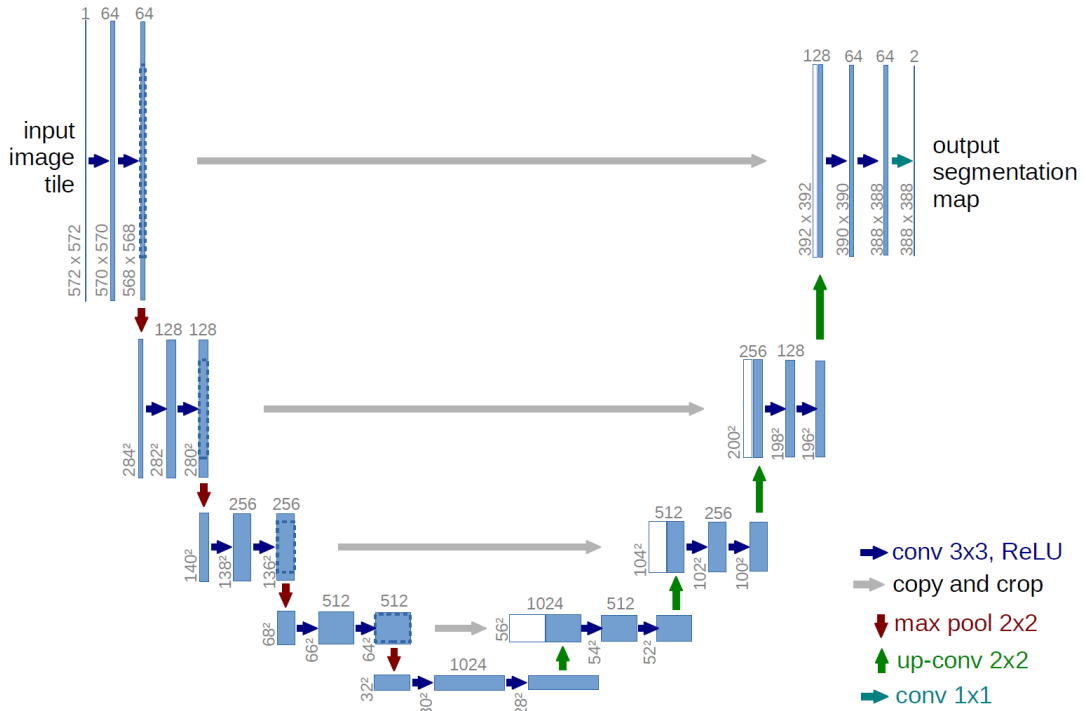 1 64 64
128 64 64 2
input
image
tile
output
segmentation
map
572 x 572
570 x 570
568 x 568
392 x 392
390 x 390
388 x 388
388 x 388
128 128
256 128
284²
282²
280²
200²
198²
196²
256 256
512 256
140²
138²
136²
104²
102²
100²
conv 3x3, ReLU
copy and crop
max pool 2x2
up-conv 2x2
conv 1x1
512 512
1024 512
68²
66²
64²
56²
54²
52²
1024
32²